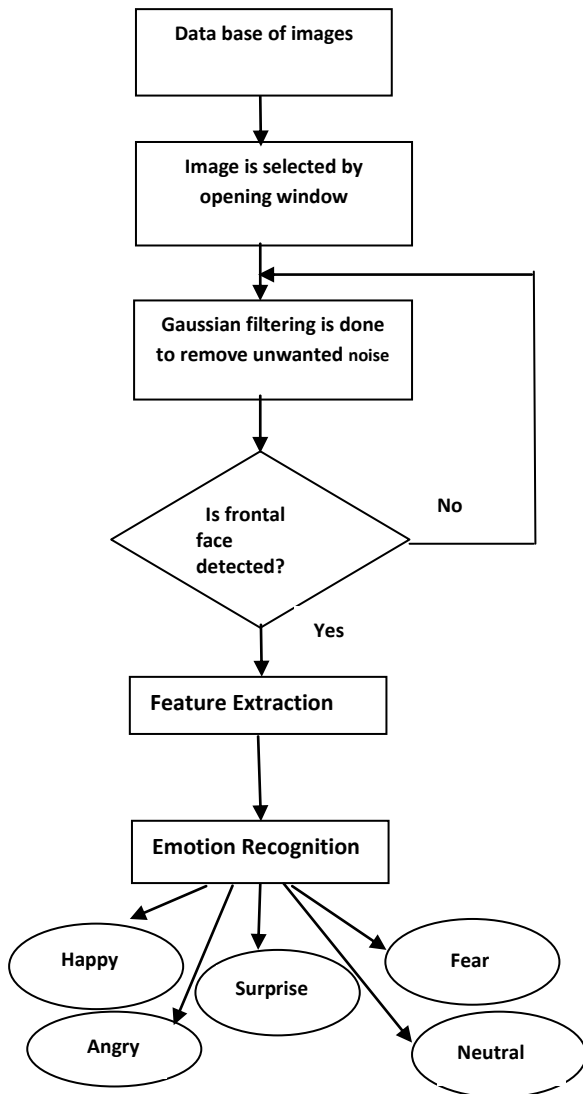 Data base of images
Image is selected by
opening window
Gaussian filtering is done
to remove unwanted noise
Is frontal
face
detected?
No
Yes
Feature Extraction
Emotion Recognition
Happy
Fear
Surprise
Angry
Neutral